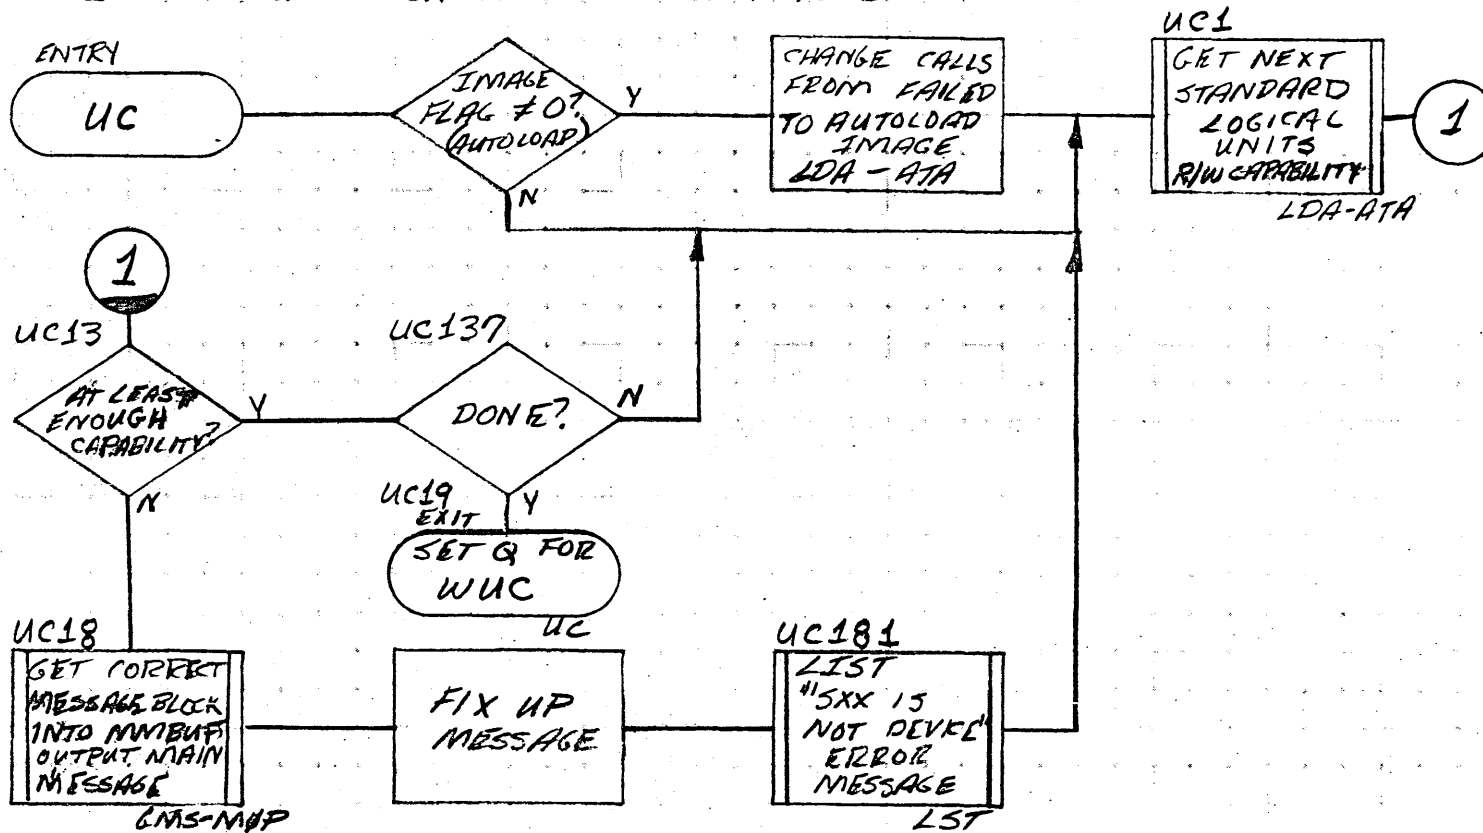 ENTRY
UC
IMAGE
FLAG ≠ 0?
(AUTOLOAD)
Y
N
CHANGE CALLS
FROM FAILED
TO AUTOLOAD
IMAGE
LDA - ATA
UC1
GET NEXT
STANDARD
LOGICAL
UNITS
R/W CAPABILITY
LDA-ATA
1
1
UC13
AT LEAST
ENOUGH
CAPABILITY?
Y
N
UC137
DONE?
N
Y
UC19
EXIT
SET Q FOR
WUC
UC
UC18
GET CORRECT
MESSAGE BLOCK
INTO MMBUF
OUTPUT MAIN
MESSAGE
GMS-MØP
FIX UP
MESSAGE
UC181
LIST
"SXX IS
NOT DEVICE"
ERROR
MESSAGE
LST